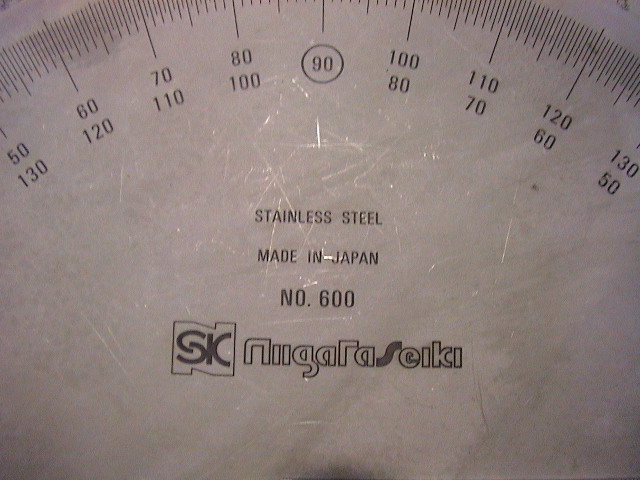 50 60 70 80 90 100 110 120 130
130 120 110 100 80 70 60 50
STAINLESS STEEL
MADE IN JAPAN
NO. 600
SK niigaraSeiki